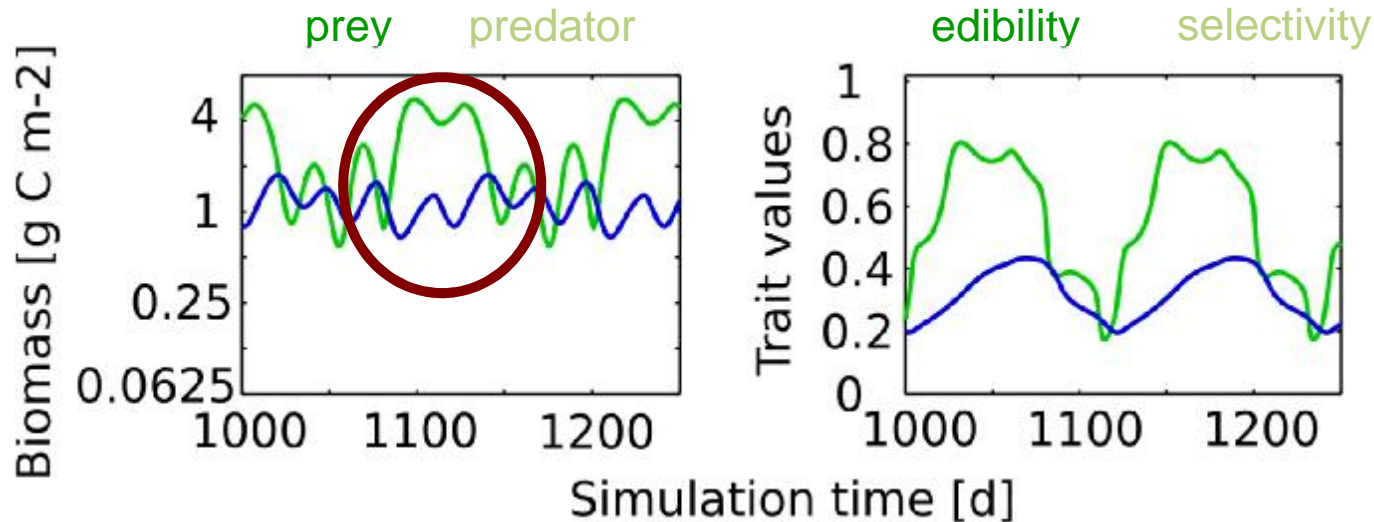 prey predator
edibility selectivity
Biomass [g C m-2]
4
1
0.25
0.0625
1000 1100 1200
Trait values
1
0.8
0.6
0.4
0.2
0
1000 1100 1200
Simulation time [d]